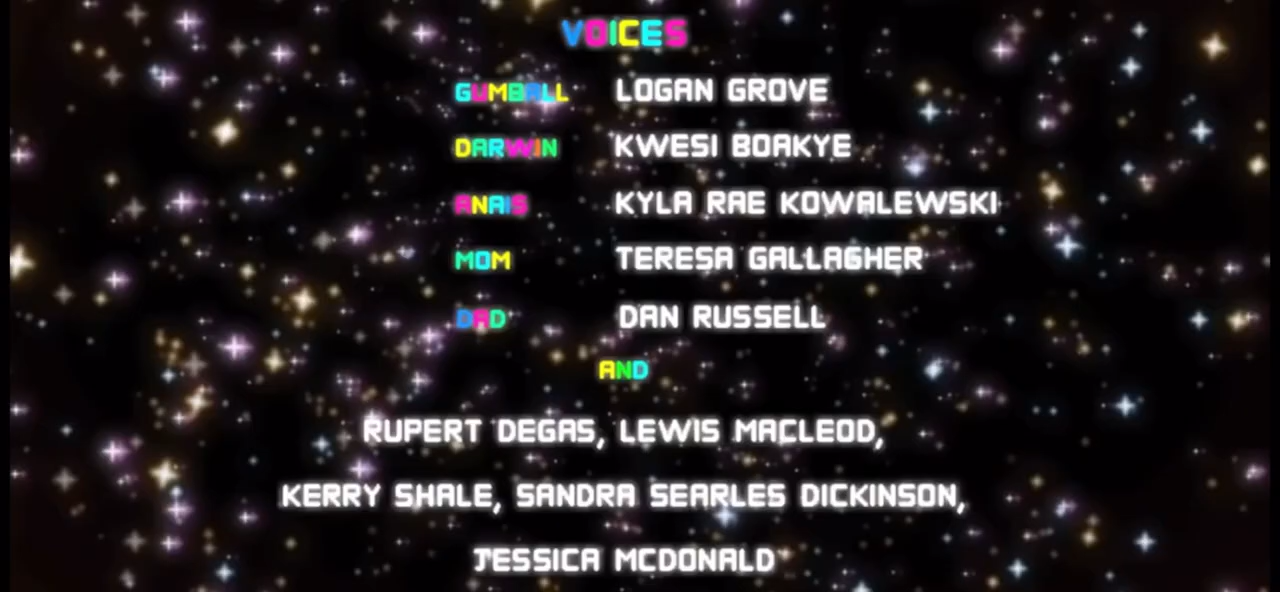 VOICES
GUMBALL LOGAN GROVE
DARWIN KWESI BOAKYE
ANAIS KYLA RAE KOWALEWSKI
MOM TERESA GALLAGHER
DAD DAN RUSSELL
AND
RUPERT DEGAS, LEWIS MACLEOD,
KERRY SHALE, SANDRA SEARLES DICKINSON,
JESSICA MCDONALD